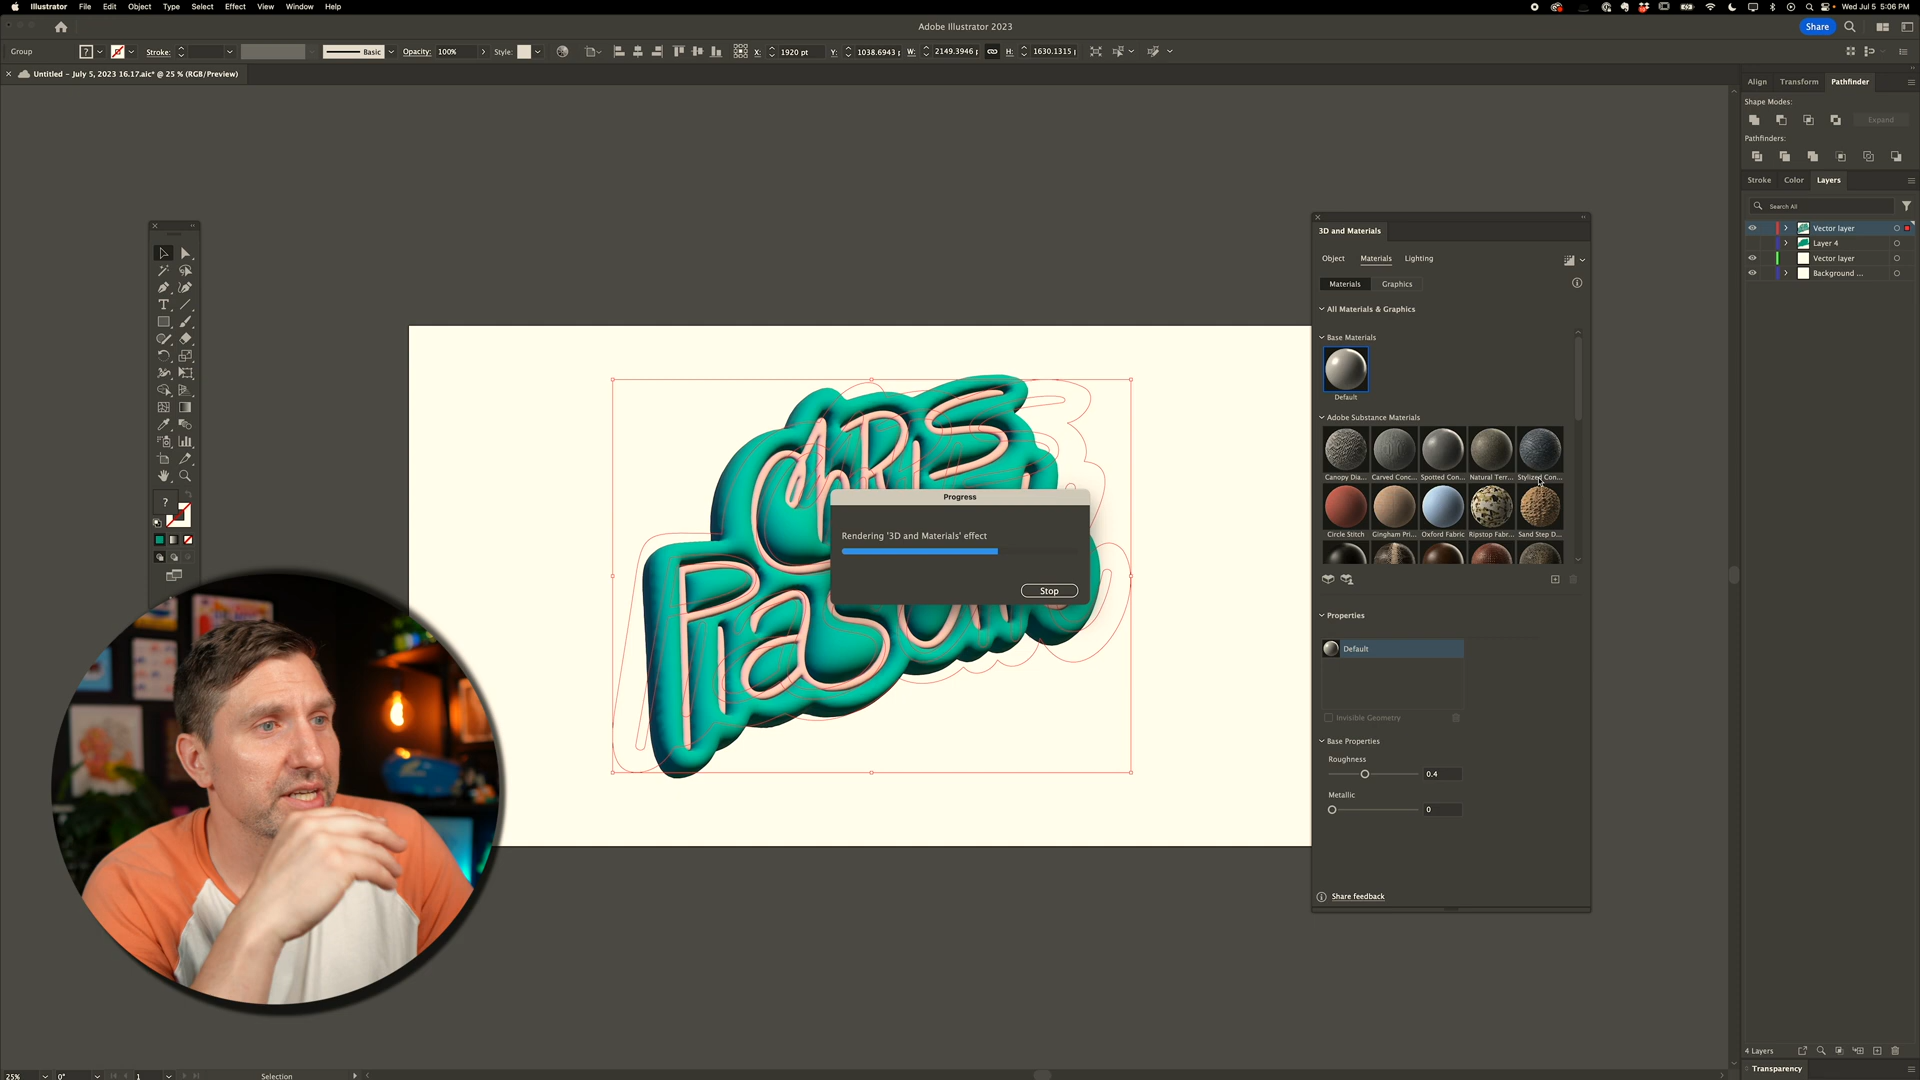 Illustrator File Edit Object Type Select Effect View Window Help
Wed Jul 5 5:06 PM
Adobe Illustrator 2023
Share
Group
?
Stroke:
Basic
Opacity: 100%
Style:
X: 1920 pt
Y: 1038.6943 p
W: 2149.3946 p
H: 1630.1315
Untitled – July 5, 2023 16.17.aic* @ 25 % (RGB/Preview)
Align Transform Pathfinder
Shape Modes:
Expand
Pathfinders:
Stroke Color Layers
Search All
Vector layer
Layer 4
Vector layer
Background ...
3D and Materials
Object Materials Lighting
Materials Graphics
All Materials & Graphics
Base Materials
Default
Adobe Substance Materials
Canopy Dia... Carved Conc... Spotted Con... Natural Terr... Stylized Con...
Circle Stitch Gingham Pri... Oxford Fabric Ripstop Fabr... Sand Step D...
Properties
Default
Invisible Geometry
Base Properties
Roughness
0.4
Metallic
0
Share feedback
CHRIS
Progress
Rendering '3D and Materials' effect
Stop
?
4 Layers
Transparency
25% 0° 1 Selection